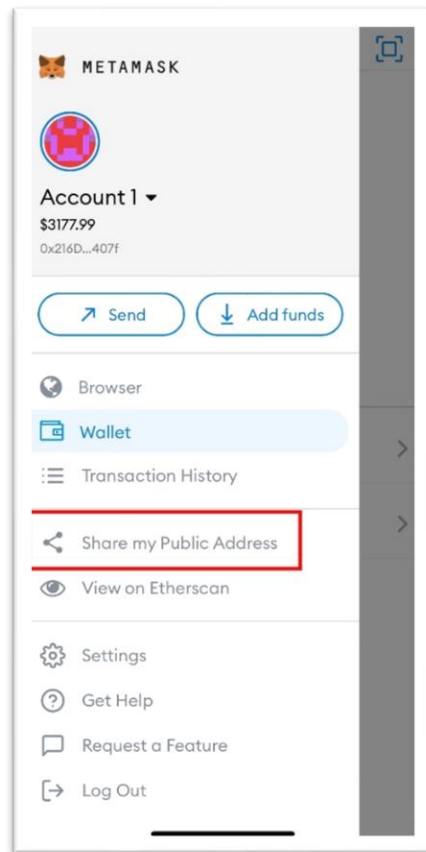 METAMASK
Account 1
$3177.99
0x216D...407f
Send
Add funds
Browser
Wallet
Transaction History
Share my Public Address
View on Etherscan
Settings
Get Help
Request a Feature
Log Out